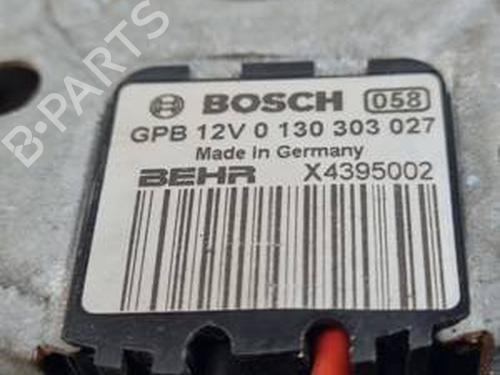 B-PARTS
BOSCH 058
GPB 12V 0 130 303 027
Made in Germany
BEHR X4395002